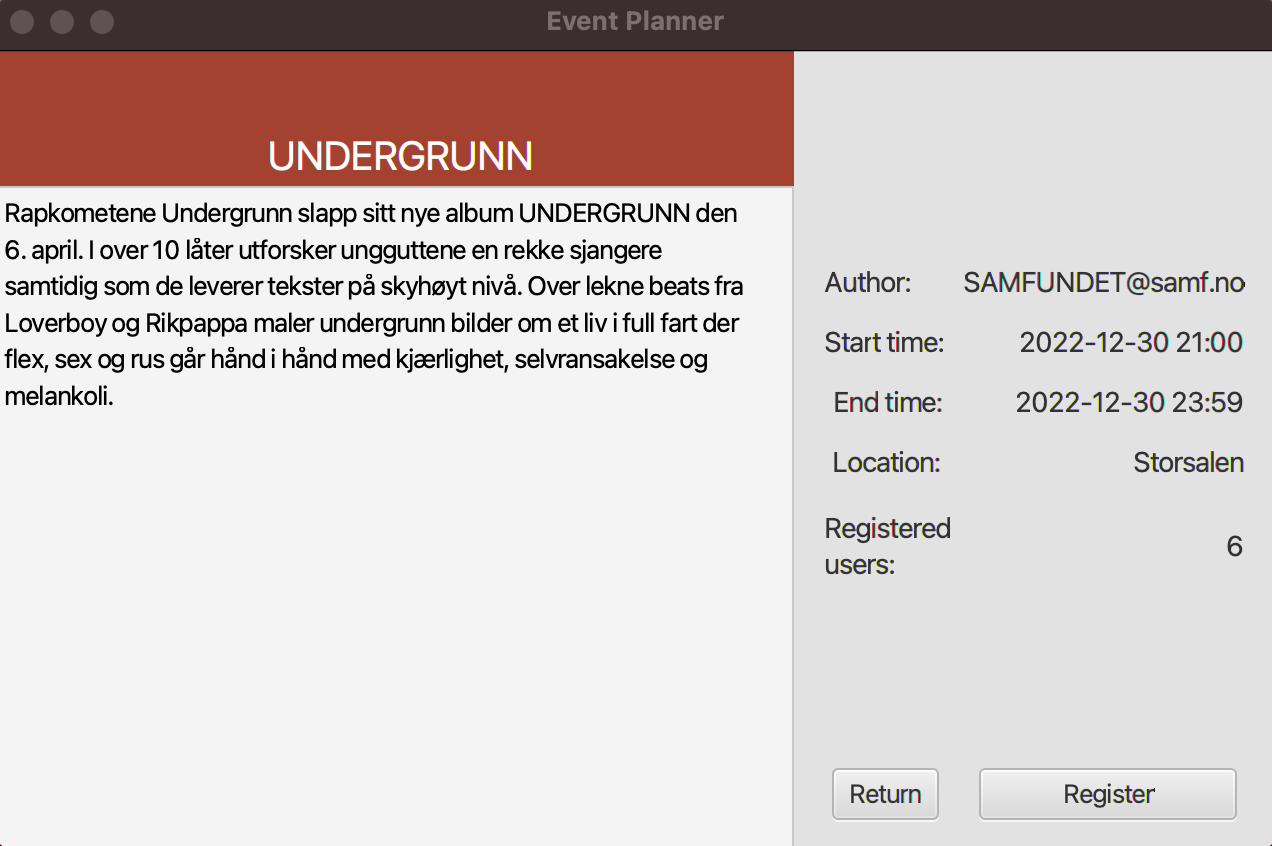 Event Planner
UNDERGRUNN
Rapkometene Undergrunn slapp sitt nye album UNDERGRUNN den
6. april. I over 10 låter utforsker ungguttene en rekke sjangere
samtidig som de leverer tekster på skyhøyt nivå. Over lekne beats fra
Loverboy og Rikpappa maler undergrunn bilder om et liv i full fart der
flex, sex og rus går hånd i hånd med kjærlighet, selvransakelse og
melankoli.
Author: SAMFUNDET@samf.no
Start time: 2022-12-30 21:00
End time: 2022-12-30 23:59
Location: Storsalen
Registered
users: 6
Return Register